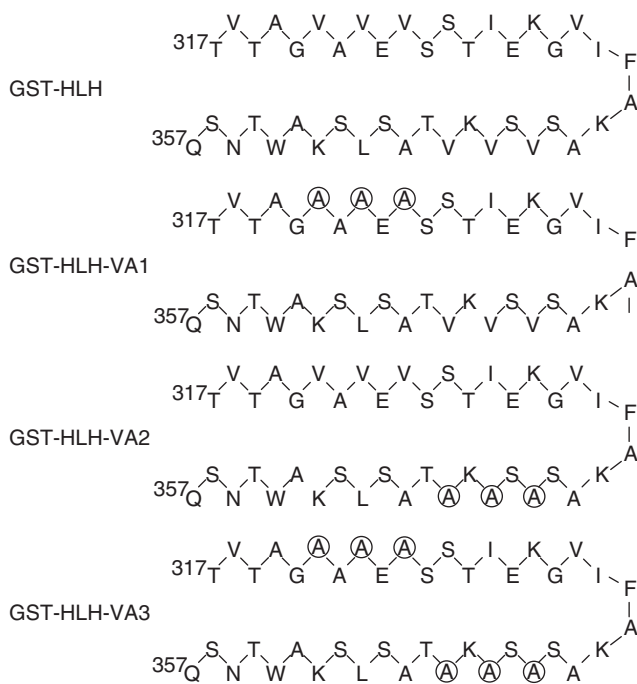 V A V V V S I K V
317 T T G A E S T E G I
F
GST-HLH
A
S T A S S T K S S K
357 Q N W K L A V V V A
V A A A A S I K V
317 T T G A E S T E G I
F
GST-HLH-VA1
A
S T A S S T K S S K
357 Q N W K L A V V V A
V A V V V S I K V
317 T T G A E S T E G I
F
GST-HLH-VA2
A
S T A S S T K S S K
357 Q N W K L A A A A A
V A A A A S I K V
317 T T G A E S T E G I
F
GST-HLH-VA3
A
S T A S S T K S S K
357 Q N W K L A A A A A